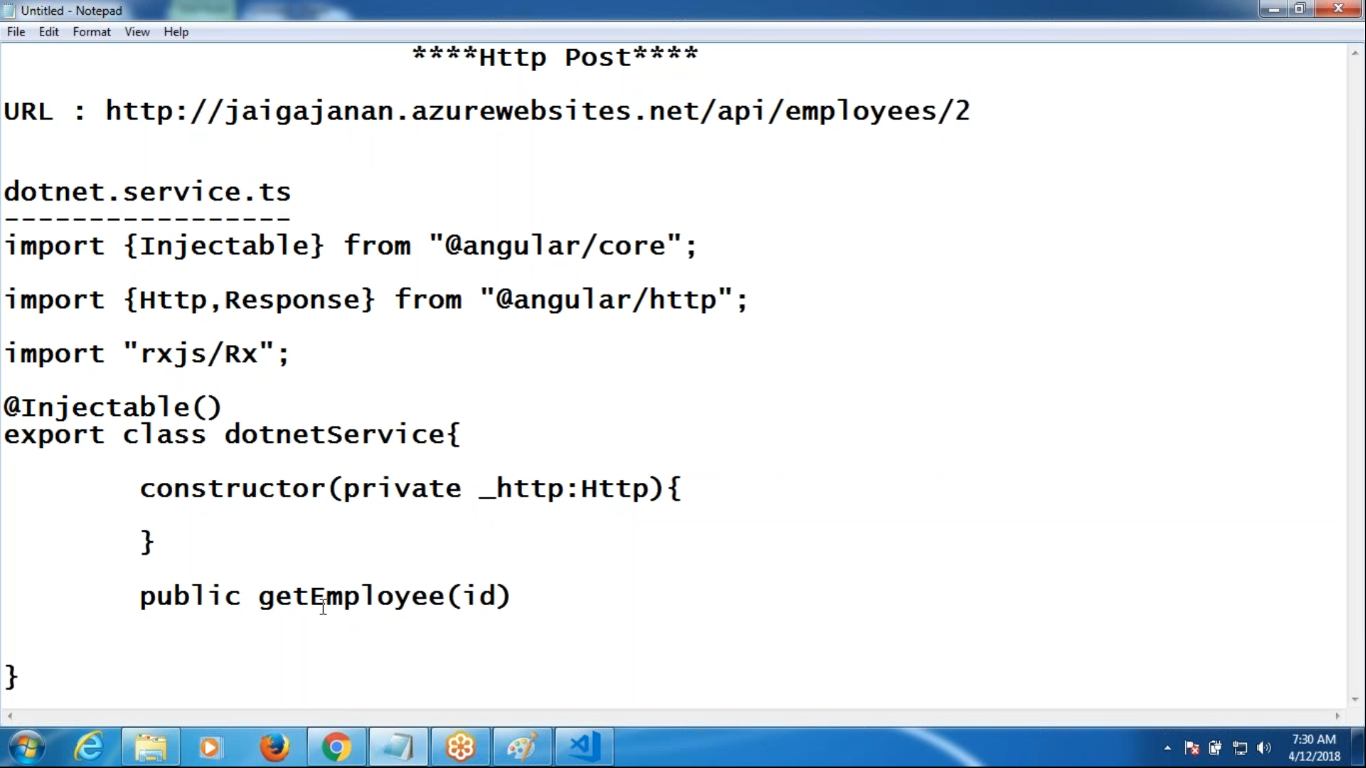 Untitled - Notepad
File Edit Format View Help
****Http Post****
URL : http://jaigajanan.azurewebsites.net/api/employees/2
dotnet.service.ts
-----------------
import {Injectable} from "@angular/core";
import {Http,Response} from "@angular/http";
import "rxjs/Rx";
@Injectable()
export class dotnetService{
constructor(private _http:Http){
}
public getEmployee(id)
}
7:30 AM
4/12/2018